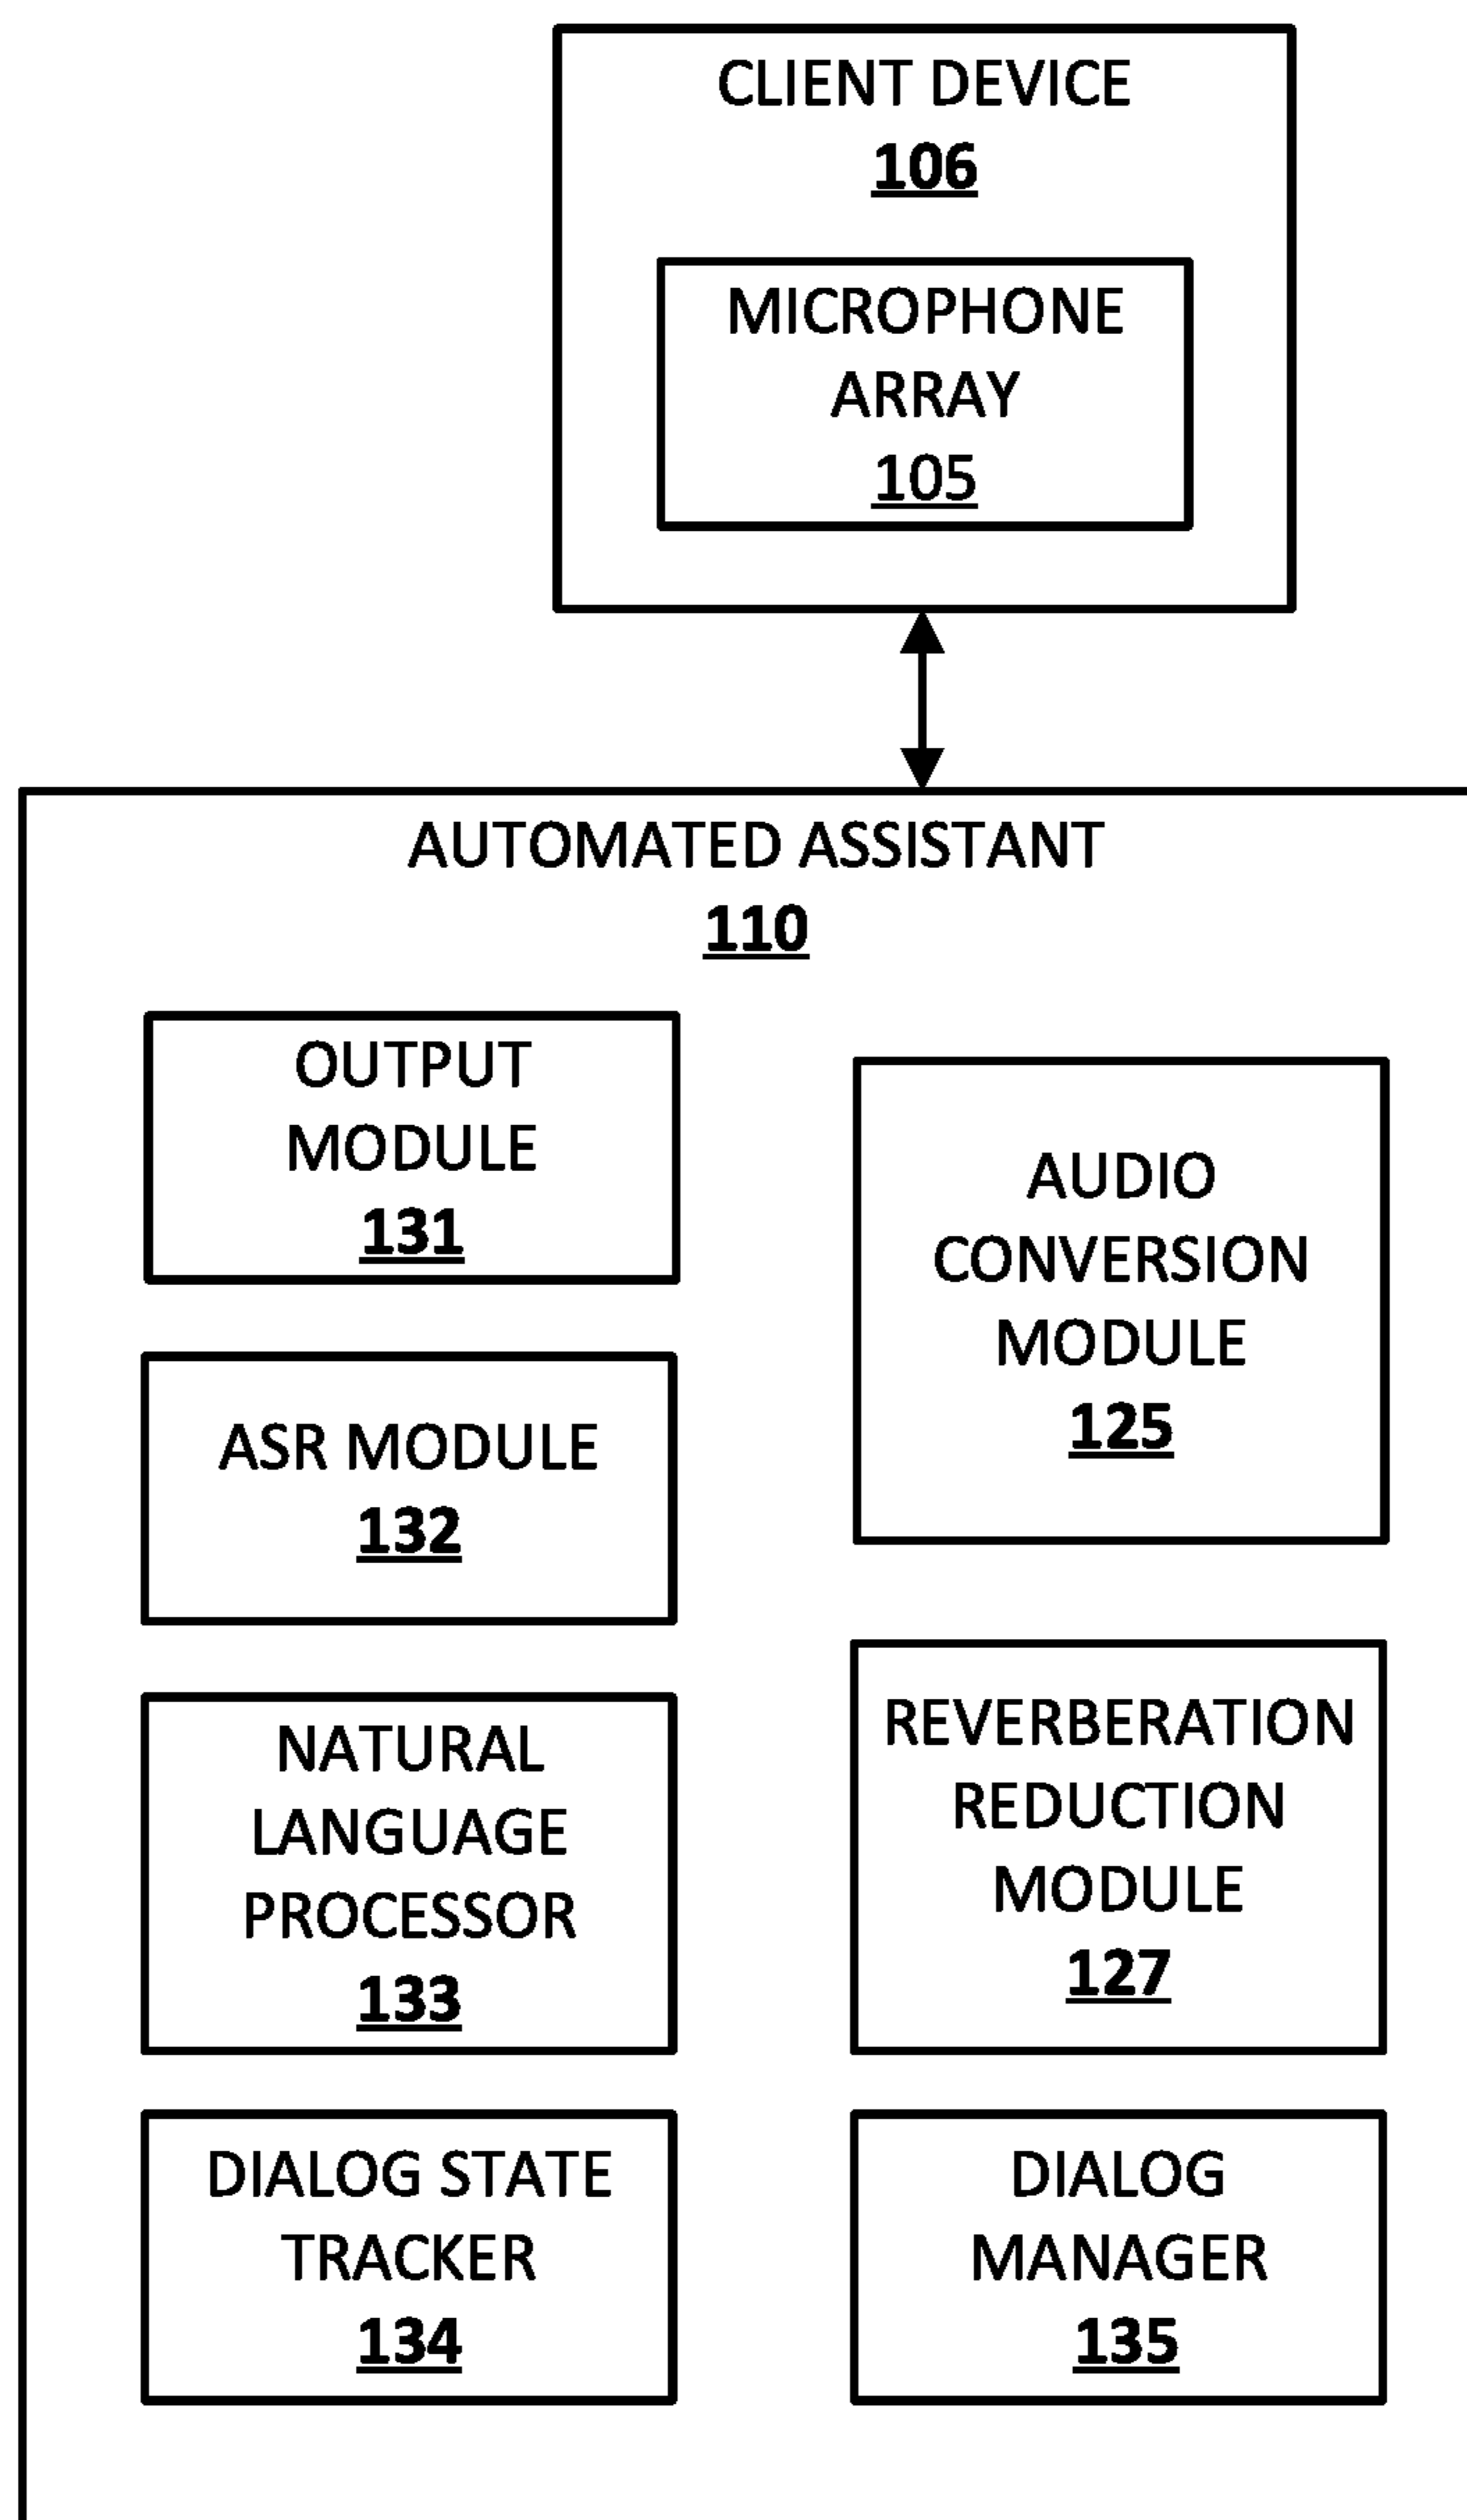 CLIENT DEVICE
106
MICROPHONE
ARRAY
105
AUTOMATED ASSISTANT
110
OUTPUT
MODULE
131
ASR MODULE
132
NATURAL
LANGUAGE
PROCESSOR
133
DIALOG STATE
TRACKER
134
AUDIO
CONVERSION
MODULE
125
REVERBERATION
REDUCTION
MODULE
127
DIALOG
MANAGER
135